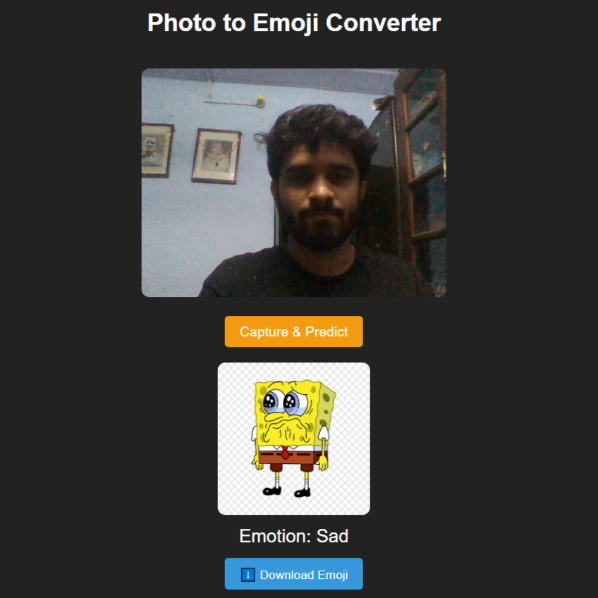 Photo to Emoji Converter
Capture & Predict
Emotion: Sad
⬇️ Download Emoji